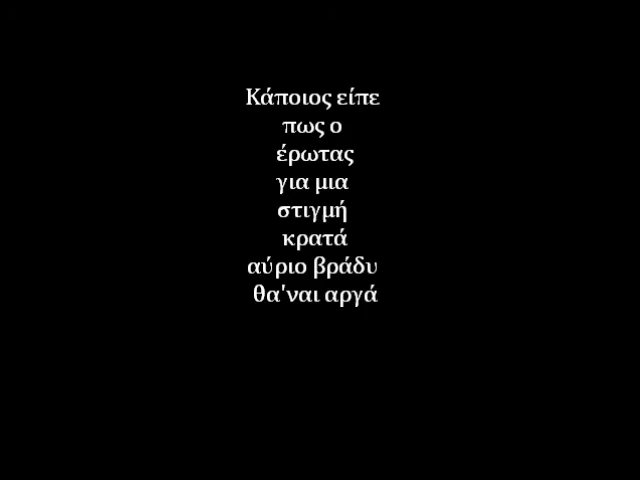 Κάποιος είπε
πως ο
έρωτας
για μια
στιγμή
κρατά
αύριο βράδυ
θα'ναι αργά